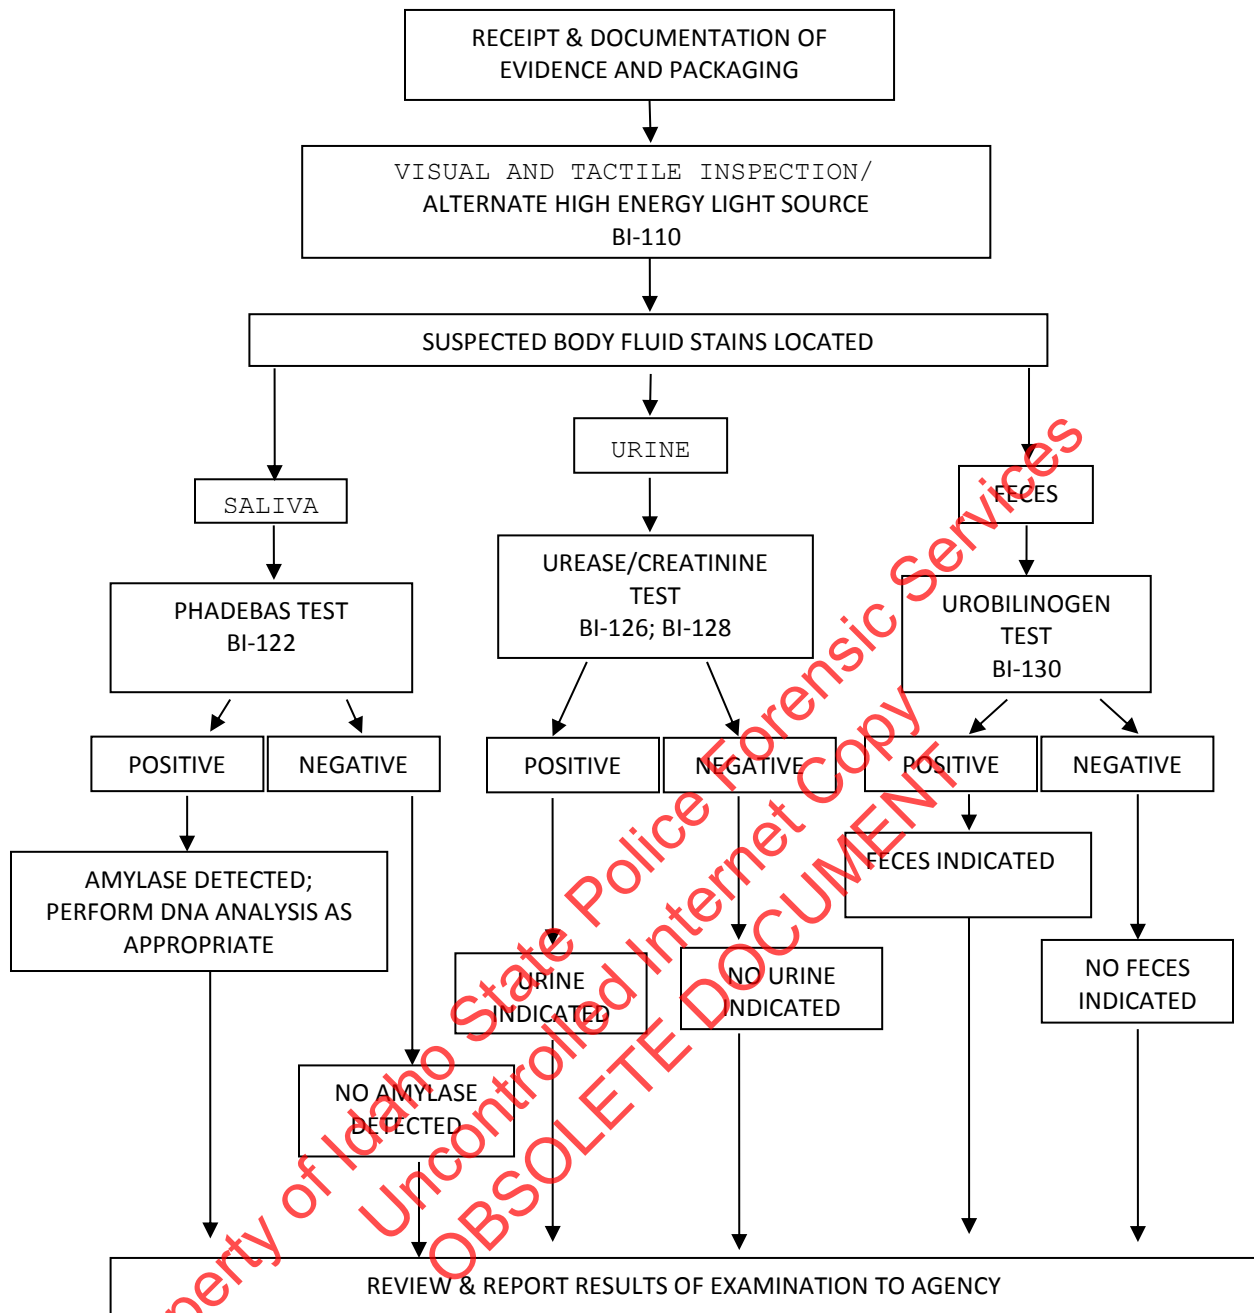 RECEIPT & DOCUMENTATION OF
EVIDENCE AND PACKAGING
VISUAL AND TACTILE INSPECTION/
ALTERNATE HIGH ENERGY LIGHT SOURCE
BI-110
SUSPECTED BODY FLUID STAINS LOCATED
URINE
SALIVA
FECES
PHADEBAS TEST
BI-122
UREASE/CREATININE
TEST
BI-126; BI-128
UROBILINOGEN
TEST
BI-130
POSITIVE
NEGATIVE
POSITIVE
NEGATIVE
POSITIVE
NEGATIVE
AMYLASE DETECTED;
PERFORM DNA ANALYSIS AS
APPROPRIATE
NO AMYLASE
DETECTED
URINE
INDICATED
NO URINE
INDICATED
FECES INDICATED
NO FECES
INDICATED
REVIEW & REPORT RESULTS OF EXAMINATION TO AGENCY
perty of Idaho State Police Forensic Services
Uncontrolled Internet Copy
OBSOLETE DOCUMENT